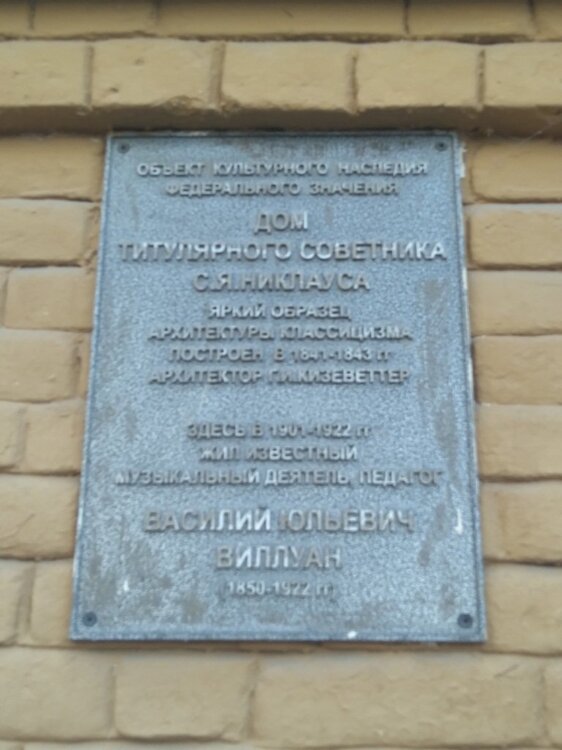 ОБЪЕКТ КУЛЬТУРНОГО НАСЛЕДИЯ
ФЕДЕРАЛЬНОГО ЗНАЧЕНИЯ
ДОМ
ТИТУЛЯРНОГО СОВЕТНИКА
С.Я.НИКЛАУСА
ЯРКИЙ ОБРАЗЕЦ
АРХИТЕКТУРЫ КЛАССИЦИЗМА
ПОСТРОЕН В 1841-1843 гг
АРХИТЕКТОР Г.И.КИЗЕВЕТТЕР
ЗДЕСЬ В 1901-1922 гг
ЖИЛ ИЗВЕСТНЫЙ
МУЗЫКАЛЬНЫЙ ДЕЯТЕЛЬ, ПЕДАГОГ
ВАСИЛИЙ ЮЛЬЕВИЧ
ВИЛЛУАН
(1850-1922 гг)